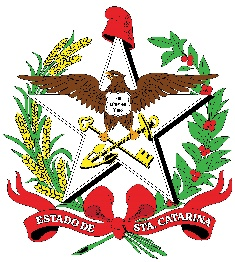 ESTADO DE STA. CATARINA